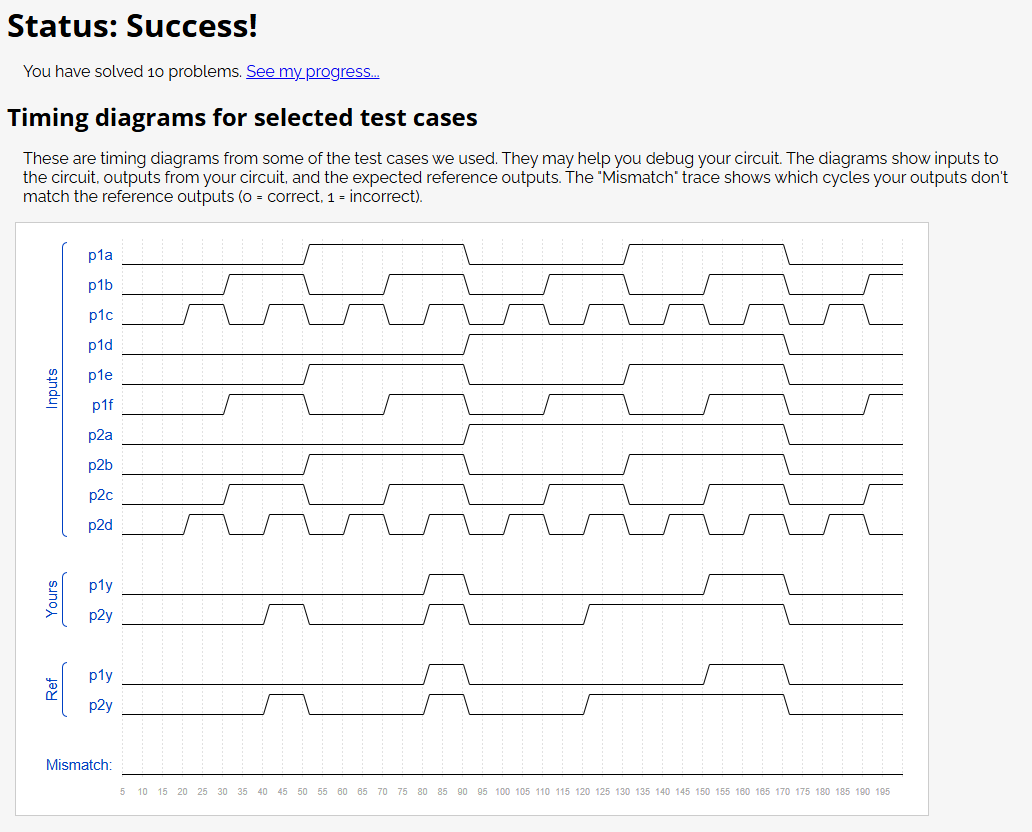 Status: Success!
You have solved 10 problems. See my progress...
Timing diagrams for selected test cases
These are timing diagrams from some of the test cases we used. They may help you debug your circuit. The diagrams show inputs to
the circuit, outputs from your circuit, and the expected reference outputs. The "Mismatch" trace shows which cycles your outputs don't
match the reference outputs (0 = correct, 1 = incorrect).
Inputs
p1a
p1b
p1c
p1d
p1e
p1f
p2a
p2b
p2c
p2d
Yours
p1y
p2y
Ref
p1y
p2y
Mismatch:
5 10 15 20 25 30 35 40 45 50 55 60 65 70 75 80 85 90 95 100 105 110 115 120 125 130 135 140 145 150 155 160 165 170 175 180 185 190 195